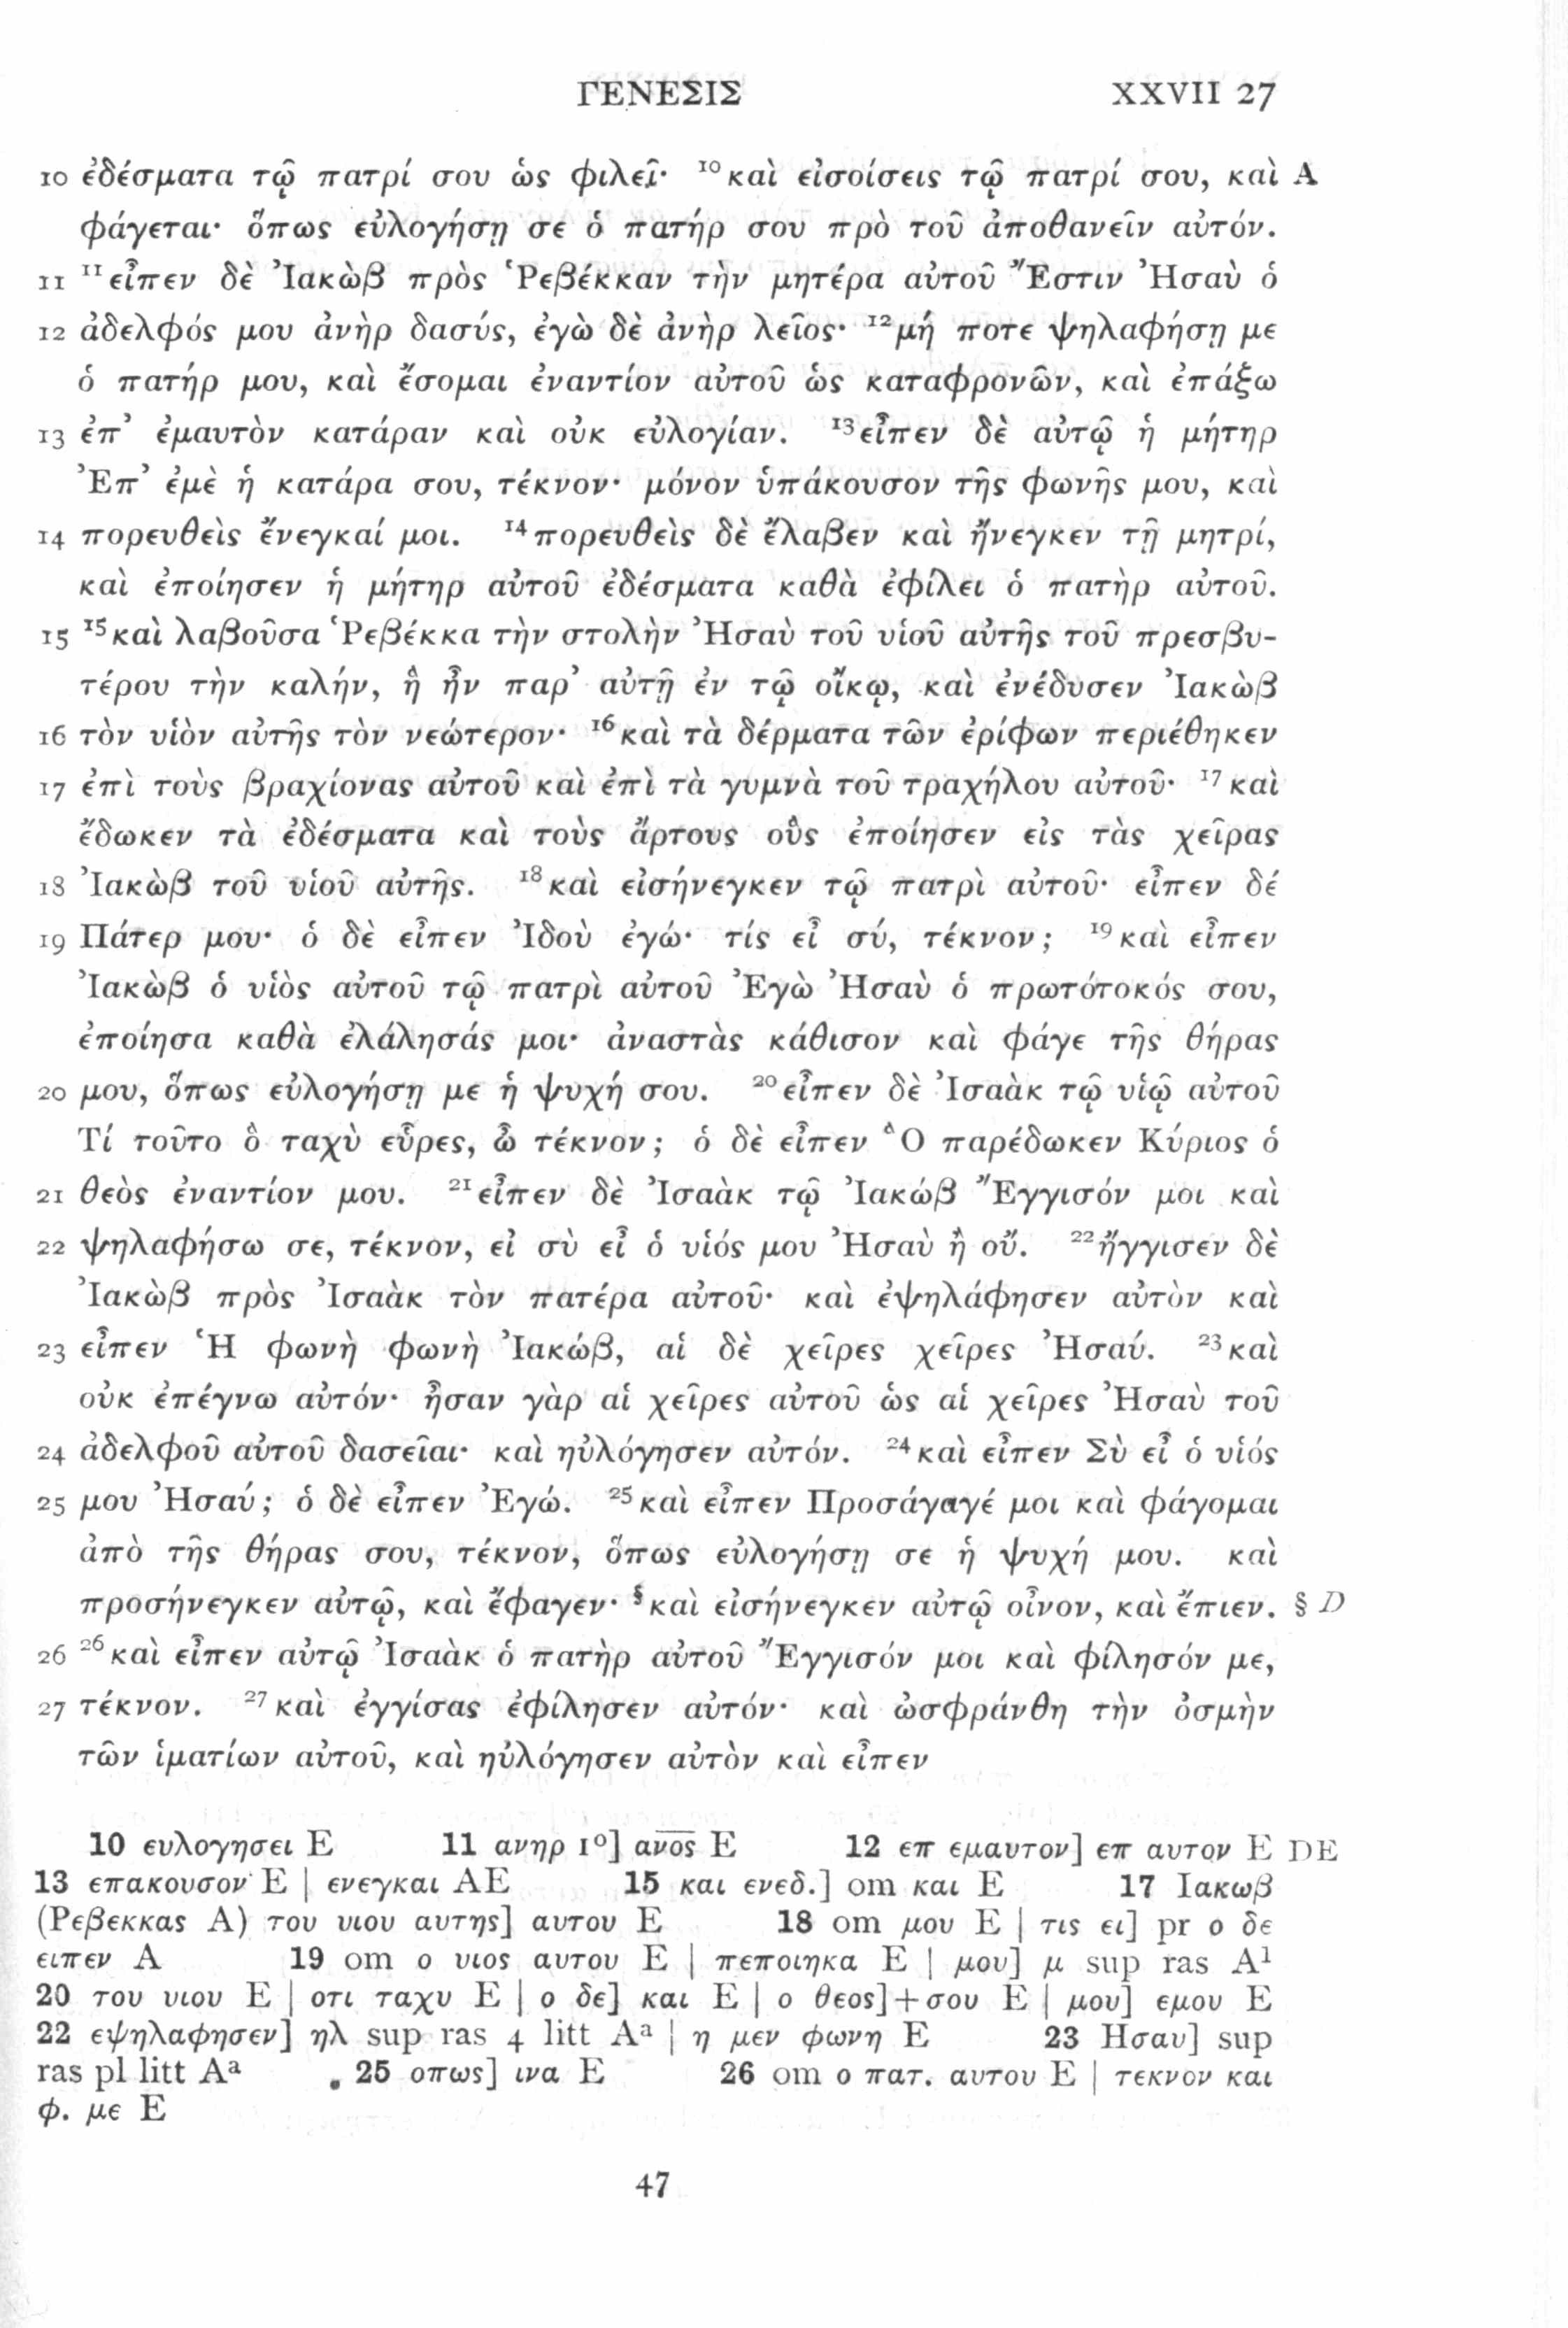 ΓΕΝΕΣΙΣ XXVII 27
10 ἐδέσματα τῷ πατρί σου ὡς φιλεῖ· ¹⁰καὶ εἰσοίσεις τῷ πατρί σου, καὶ A
φάγεται· ὅπως εὐλογήσῃ σε ὁ πατήρ σου πρὸ τοῦ ἀποθανεῖν αὐτόν.
11 ¹¹εἶπεν δὲ Ἰακὼβ πρὸς Ῥεβέκκαν τὴν μητέρα αὐτοῦ Ἔστιν Ἠσαὺ ὁ
12 ἀδελφός μου ἀνὴρ δασύς, ἐγὼ δὲ ἀνὴρ λεῖος· ¹²μή ποτε ψηλαφήσῃ με
ὁ πατήρ μου, καὶ ἔσομαι ἐναντίον αὐτοῦ ὡς καταφρονῶν, καὶ ἐπάξω
13 ἐπ᾽ ἐμαυτὸν κατάραν καὶ οὐκ εὐλογίαν. ¹³εἶπεν δὲ αὐτῷ ἡ μήτηρ
Ἐπ᾽ ἐμὲ ἡ κατάρα σου, τέκνον· μόνον ὑπάκουσον τῆς φωνῆς μου, καὶ
14 πορευθεὶς ἔνεγκαί μοι. ¹⁴πορευθεὶς δὲ ἔλαβεν καὶ ἤνεγκεν τῇ μητρί,
καὶ ἐποίησεν ἡ μήτηρ αὐτοῦ ἐδέσματα καθὰ ἐφίλει ὁ πατὴρ αὐτοῦ.
15 ¹⁵καὶ λαβοῦσα Ῥεβέκκα τὴν στολὴν Ἠσαὺ τοῦ υἱοῦ αὐτῆς τοῦ πρεσβυ-
τέρου τὴν καλήν, ἣ ἦν παρ᾽ αὐτῇ ἐν τῷ οἴκῳ, καὶ ἐνέδυσεν Ἰακὼβ
16 τὸν υἱὸν αὐτῆς τὸν νεώτερον· ¹⁶καὶ τὰ δέρματα τῶν ἐρίφων περιέθηκεν
17 ἐπὶ τοὺς βραχίονας αὐτοῦ καὶ ἐπὶ τὰ γυμνὰ τοῦ τραχήλου αὐτοῦ· ¹⁷καὶ
ἔδωκεν τὰ ἐδέσματα καὶ τοὺς ἄρτους οὓς ἐποίησεν εἰς τὰς χεῖρας
18 Ἰακὼβ τοῦ υἱοῦ αὐτῆς. ¹⁸καὶ εἰσήνεγκεν τῷ πατρὶ αὐτοῦ· εἶπεν δέ
19 Πάτερ μου· ὁ δὲ εἶπεν Ἰδοὺ ἐγώ· τίς εἶ σύ, τέκνον; ¹⁹καὶ εἶπεν
Ἰακὼβ ὁ υἱὸς αὐτοῦ τῷ πατρὶ αὐτοῦ Ἐγὼ Ἠσαὺ ὁ πρωτότοκός σου,
ἐποίησα καθὰ ἐλάλησάς μοι· ἀναστὰς κάθισον καὶ φάγε τῆς θήρας
20 μου, ὅπως εὐλογήσῃ με ἡ ψυχή σου. ²⁰εἶπεν δὲ Ἰσαὰκ τῷ υἱῷ αὐτοῦ
Τί τοῦτο ὃ ταχὺ εὗρες, ὦ τέκνον; ὁ δὲ εἶπεν Ὃ παρέδωκεν Κύριος ὁ
21 θεὸς ἐναντίον μου. ²¹εἶπεν δὲ Ἰσαὰκ τῷ Ἰακώβ Ἔγγισόν μοι καὶ
22 ψηλαφήσω σε, τέκνον, εἰ σὺ εἶ ὁ υἱός μου Ἠσαὺ ἢ οὔ. ²²ἤγγισεν δὲ
Ἰακὼβ πρὸς Ἰσαὰκ τὸν πατέρα αὐτοῦ· καὶ ἐψηλάφησεν αὐτὸν καὶ
23 εἶπεν Ἡ φωνὴ φωνὴ Ἰακώβ, αἱ δὲ χεῖρες χεῖρες Ἠσαύ. ²³καὶ
οὐκ ἐπέγνω αὐτόν· ἦσαν γὰρ αἱ χεῖρες αὐτοῦ ὡς αἱ χεῖρες Ἠσαὺ τοῦ
24 ἀδελφοῦ αὐτοῦ δασεῖαι· καὶ ηὐλόγησεν αὐτόν. ²⁴καὶ εἶπεν Σὺ εἶ ὁ υἱός
25 μου Ἠσαύ; ὁ δὲ εἶπεν Ἐγώ. ²⁵καὶ εἶπεν Προσάγαγέ μοι καὶ φάγομαι
ἀπὸ τῆς θήρας σου, τέκνον, ὅπως εὐλογήσῃ σε ἡ ψυχή μου. καὶ
προσήνεγκεν αὐτῷ, καὶ ἔφαγεν· §καὶ εἰσήνεγκεν αὐτῷ οἶνον, καὶ ἔπιεν. § D
26 ²⁶καὶ εἶπεν αὐτῷ Ἰσαὰκ ὁ πατὴρ αὐτοῦ Ἔγγισόν μοι καὶ φίλησόν με,
27 τέκνον. ²⁷καὶ ἐγγίσας ἐφίλησεν αὐτόν· καὶ ὠσφράνθη τὴν ὀσμὴν
τῶν ἱματίων αὐτοῦ, καὶ ηὐλόγησεν αὐτὸν καὶ εἶπεν
10 ευλογησει E 11 ανηρ 1°] α̅ν̅ο̅ς̅ E 12 επ εμαυτον] επ αυτον E DE
13 επακουσον E | ενεγκαι AE 15 και ενεδ.] om και E 17 Ιακωβ
(Ρεβεκκας A) του υιου αυτης] αυτου E 18 om μου E | τις ει] pr ο δε
ειπεν A 19 om ο υιος αυτου E | πεποιηκα E | μου] μ sup ras A¹
20 του υιου E | οτι ταχυ E | ο δε] και E | ο θεος]+σου E | μου] εμου E
22 εψηλαφησεν] ηλ sup ras 4 litt Aᵃ | η μεν φωνη E 23 Ησαυ] sup
ras pl litt Aᵃ 25 οπως] ινα E 26 om ο πατ. αυτου E | τεκνον και
φ. με E
47